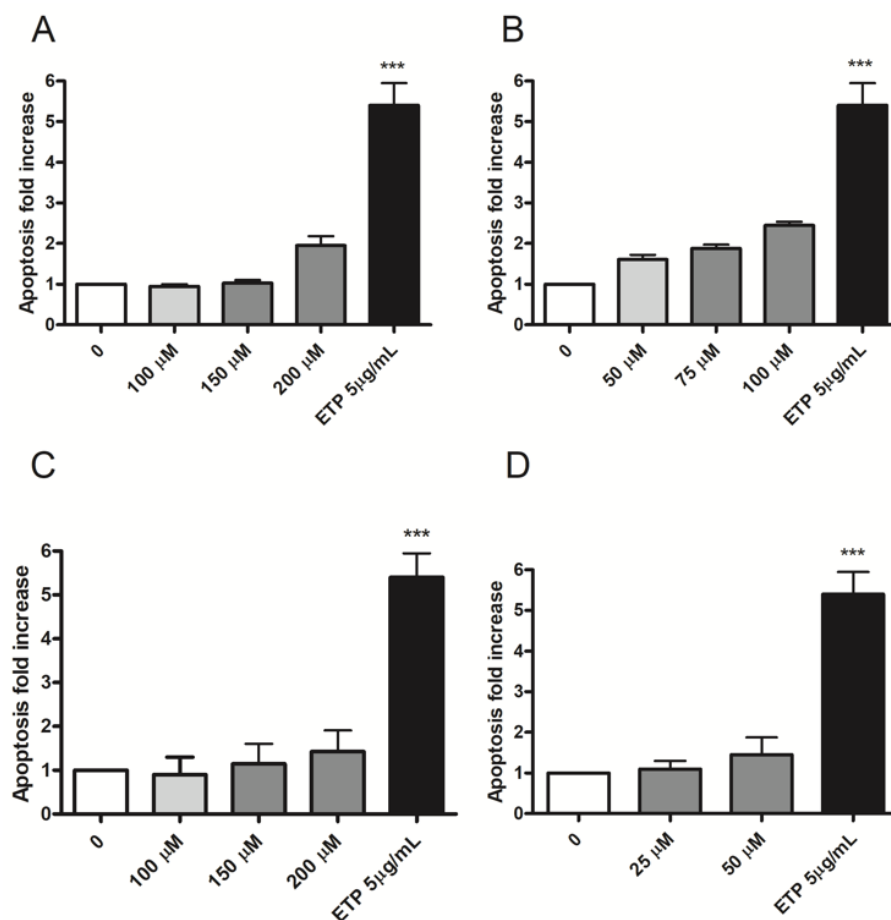 A
Apoptosis fold increase
6
5
4
3
2
1
0
***
0
100 µM
150 µM
200 µM
ETP 5µg/mL
B
Apoptosis fold increase
6
5
4
3
2
1
0
***
0
50 µM
75 µM
100 µM
ETP 5µg/mL
C
Apoptosis fold increase
6
5
4
3
2
1
0
***
0
100 µM
150 µM
200 µM
ETP 5µg/mL
D
Apoptosis fold increase
6
5
4
3
2
1
0
***
0
25 µM
50 µM
ETP 5µg/mL